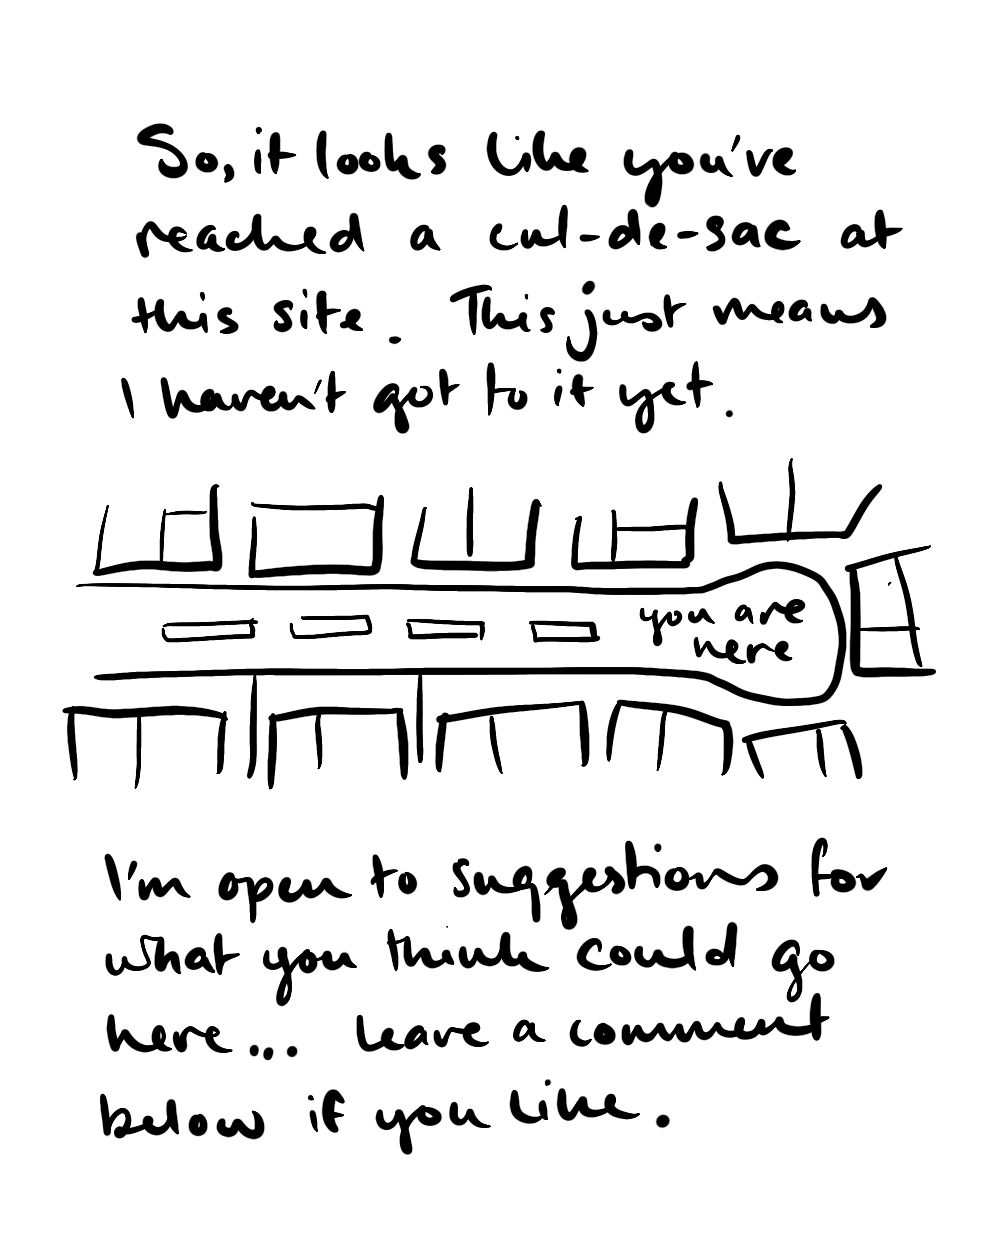 So, it looks like you've
reached a cul-de-sac at
this site. This just means
I haven't got to it yet.
you are
here
I'm open to suggestions for
what you think could go
here... Leave a comment
below if you like.